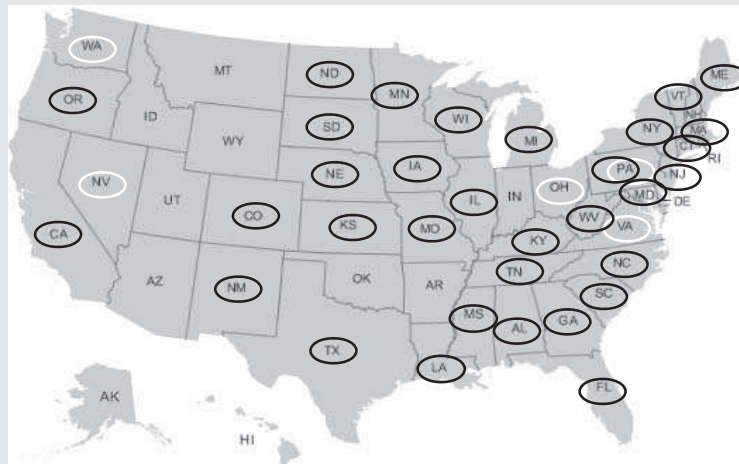 WA
MT
ND
MN
ME
OR
ID
SD
WI
MI
VT
NH
NY
MA
CT
RI
WY
NE
IA
PA
NJ
NV
UT
CO
KS
MO
IL
IN
OH
WV
MD
DE
VA
CA
KY
NC
AZ
NM
OK
AR
TN
SC
TX
LA
MS
AL
GA
FL
AK
HI